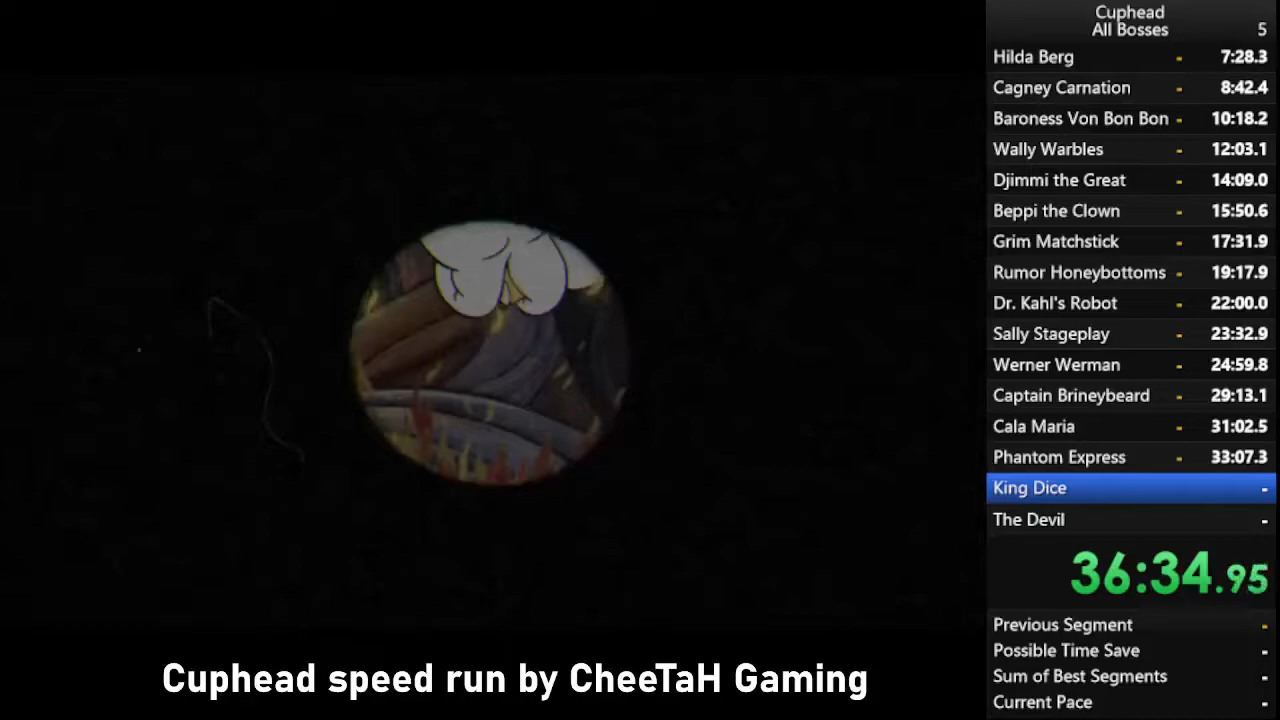 Cuphead
All Bosses 5
Hilda Berg - 7:28.3
Cagney Carnation - 8:42.4
Baroness Von Bon Bon - 10:18.2
Wally Warbles - 12:03.1
Djimmi the Great - 14:09.0
Beppi the Clown - 15:50.6
Grim Matchstick - 17:31.9
Rumor Honeybottoms - 19:17.9
Dr. Kahl's Robot - 22:00.0
Sally Stageplay - 23:32.9
Werner Werman - 24:59.8
Captain Brineybeard - 29:13.1
Cala Maria - 31:02.5
Phantom Express - 33:07.3
King Dice -
The Devil -
36:34.95
Previous Segment -
Possible Time Save -
Sum of Best Segments -
Current Pace -
Cuphead speed run by CheeTaH Gaming